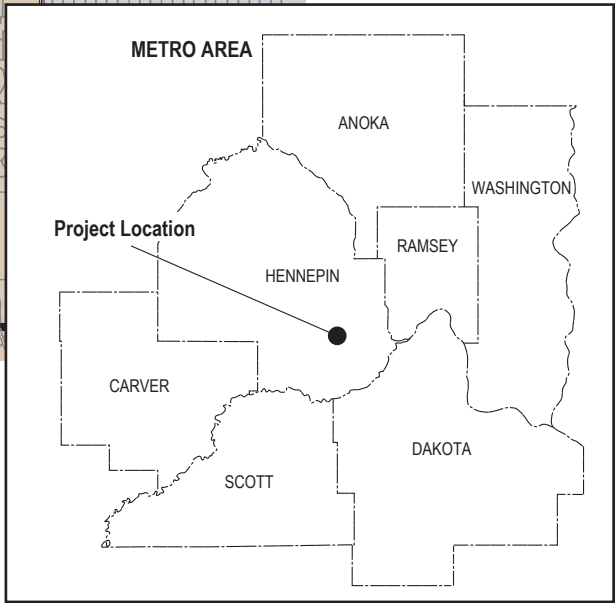 METRO AREA
ANOKA
WASHINGTON
Project Location
RAMSEY
HENNEPIN
CARVER
DAKOTA
SCOTT